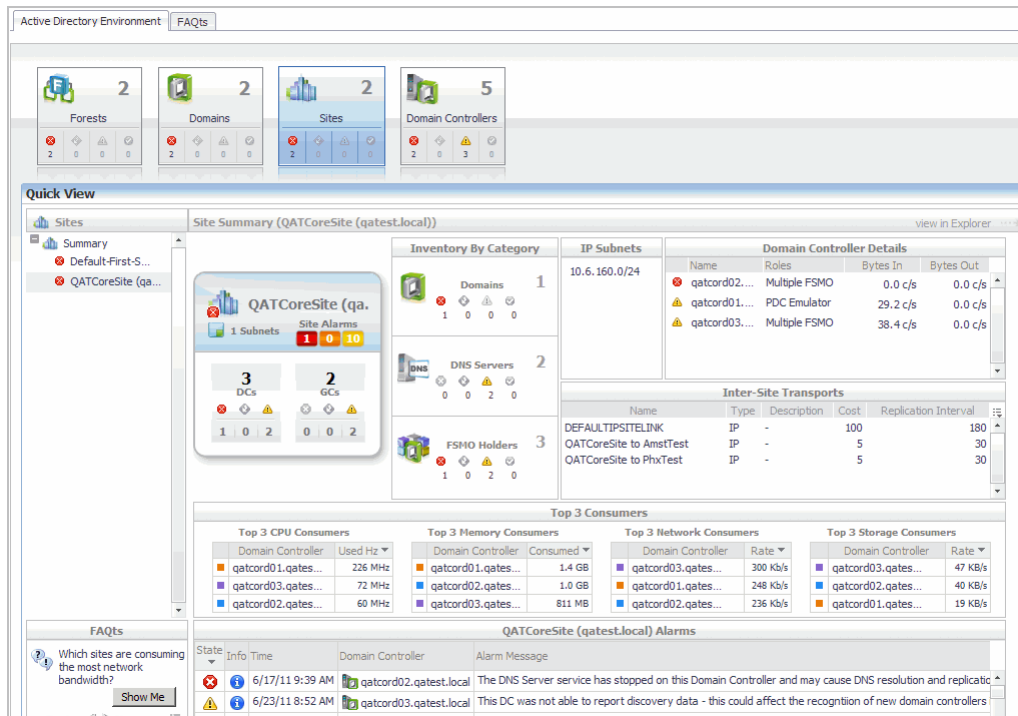 Active Directory Environment FAQts
2 2 2 5
Forests Domains Sites Domain Controllers
2 0 0 0 2 0 0 0 2 0 0 0 2 0 3 0
Quick View
Sites
Summary
Default-First-S...
QATCoreSite (qa...
Site Summary (QATCoreSite (qatest.local))
view in Explorer
QATCoreSite (qa.
1 Subnets
Site Alarms
1 0 10
3 2
DCs GCs
1 0 2 0 0 2
Inventory By Category
Domains 1
1 0 0 0
DNS
DNS Servers 2
0 0 2 0
FSMO Holders 3
1 0 2 0
IP Subnets
10.6.160.0/24
Domain Controller Details
Name Roles Bytes In Bytes Out
qatcord02.... Multiple FSMO 0.0 c/s 0.0 c/s
qatcord01.... PDC Emulator 29.2 c/s 0.0 c/s
qatcord03.... Multiple FSMO 38.4 c/s 0.0 c/s
Inter-Site Transports
Name Type Description Cost Replication Interval
DEFAULTIPSITELINK IP - 100 180
QATCoreSite to AmstTest IP - 5 30
QATCoreSite to PhxTest IP - 5 30
Top 3 Consumers
Top 3 CPU Consumers
Domain Controller Used Hz
qatcord01.qates... 226 MHz
qatcord03.qates... 72 MHz
qatcord02.qates... 60 MHz
Top 3 Memory Consumers
Domain Controller Consumed
qatcord01.qates... 1.4 GB
qatcord02.qates... 1.0 GB
qatcord03.qates... 811 MB
Top 3 Network Consumers
Domain Controller Rate
qatcord03.qates... 300 Kb/s
qatcord01.qates... 248 Kb/s
qatcord02.qates... 236 Kb/s
Top 3 Storage Consumers
Domain Controller Rate
qatcord03.qates... 47 KB/s
qatcord02.qates... 40 KB/s
qatcord01.qates... 19 KB/s
FAQts
Which sites are consuming
the most network
bandwidth?
Show Me
QATCoreSite (qatest.local) Alarms
State Info Time Domain Controller Alarm Message
6/17/11 9:39 AM qatcord02.qatest.local The DNS Server service has stopped on this Domain Controller and may cause DNS resolution and replicatic
6/23/11 8:52 AM qatcord03.qatest.local This DC was not able to report discovery data - this could affect the recogntion of new domain controllers